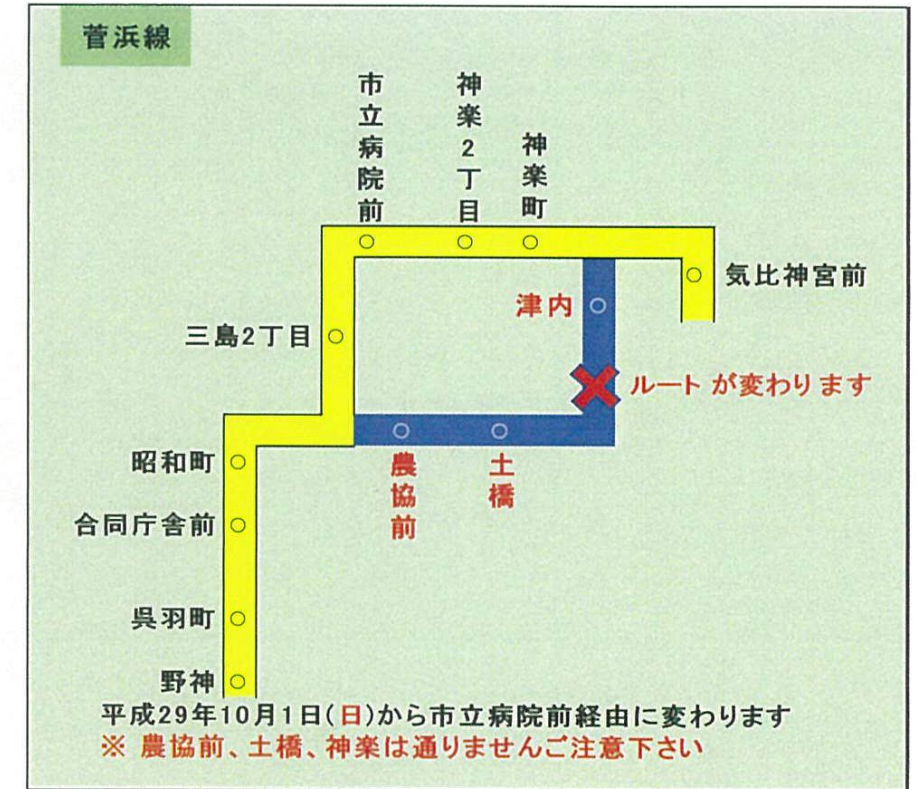 菅浜線
市立病院前
神楽2丁目
神楽町
気比神宮前
津内
三島2丁目
ルートが変わります
昭和町
農協前
土橋
合同庁舎前
呉羽町
野神
平成29年10月1日(日)から市立病院前経由に変わります
※ 農協前、土橋、神楽は通りませんご注意下さい